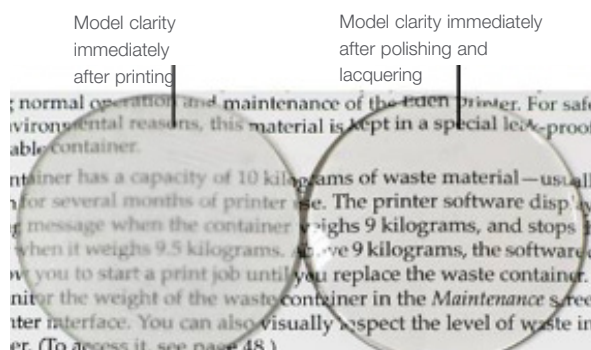 Model clarity
immediately
after printing
Model clarity immediately
after polishing and
lacquering
normal operation and maintenance of the Eden Printer. For safe
vironmental reasons, this material is kept in a special leak-proof
able container.
ntainer has a capacity of 10 kilograms of waste material—usuall
for several months of printer use. The printer software disp
message when the container weighs 9 kilograms, and stops
when it weighs 9.5 kilograms. Above 9 kilograms, the software
you to start a print job until you replace the waste container.
nitor the weight of the waste container in the Maintenance scree
ter interface. You can also visually inspect the level of waste in
er. (To access it, see page 48.)